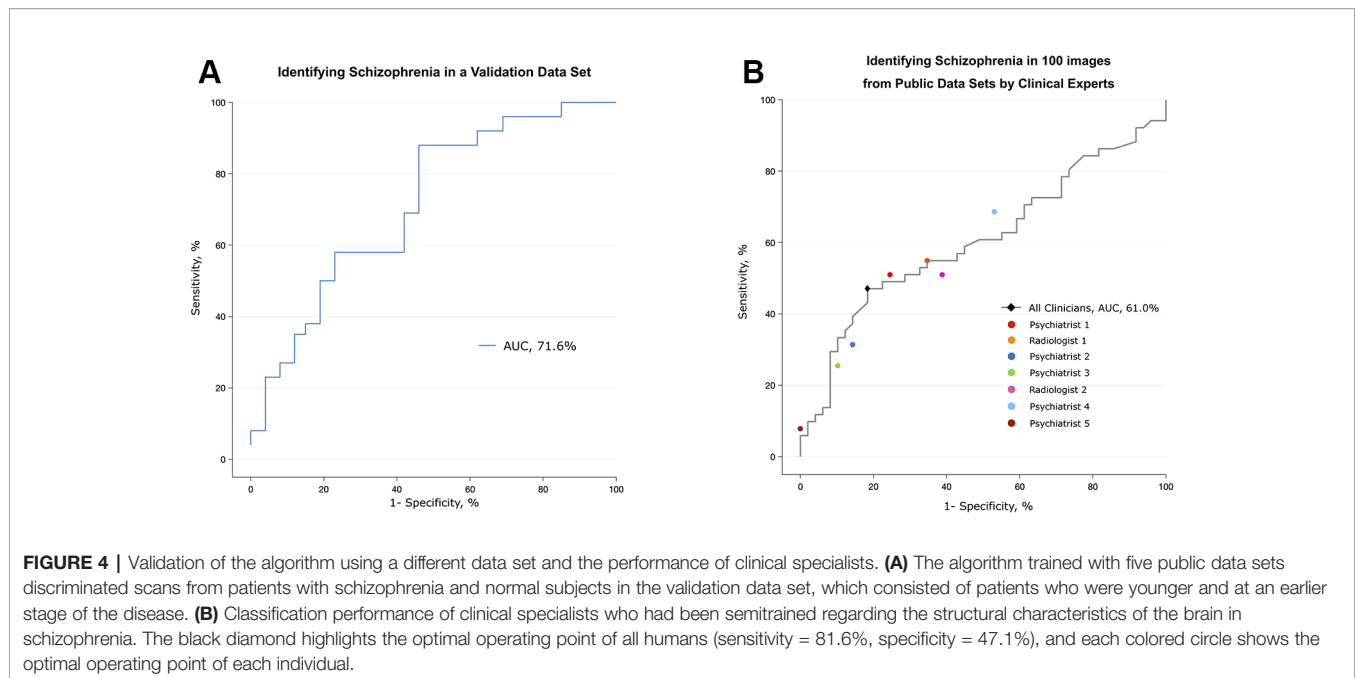 A
Identifying Schizophrenia in a Validation Data Set
100
80
60
40
20
0
Sensitivity, %
AUC, 71.6%
0 20 40 60 80 100
1- Specificity, %
B
Identifying Schizophrenia in 100 images
from Public Data Sets by Clinical Experts
100
80
60
40
20
0
Sensitivity, %
All Clinicians, AUC, 61.0%
Psychiatrist 1
Radiologist 1
Psychiatrist 2
Psychiatrist 3
Radiologist 2
Psychiatrist 4
Psychiatrist 5
0 20 40 60 80 100
1- Specificity, %
FIGURE 4 | Validation of the algorithm using a different data set and the performance of clinical specialists. (A) The algorithm trained with five public data sets
discriminated scans from patients with schizophrenia and normal subjects in the validation data set, which consisted of patients who were younger and at an earlier
stage of the disease. (B) Classification performance of clinical specialists who had been semitrained regarding the structural characteristics of the brain in
schizophrenia. The black diamond highlights the optimal operating point of all humans (sensitivity = 81.6%, specificity = 47.1%), and each colored circle shows the
optimal operating point of each individual.